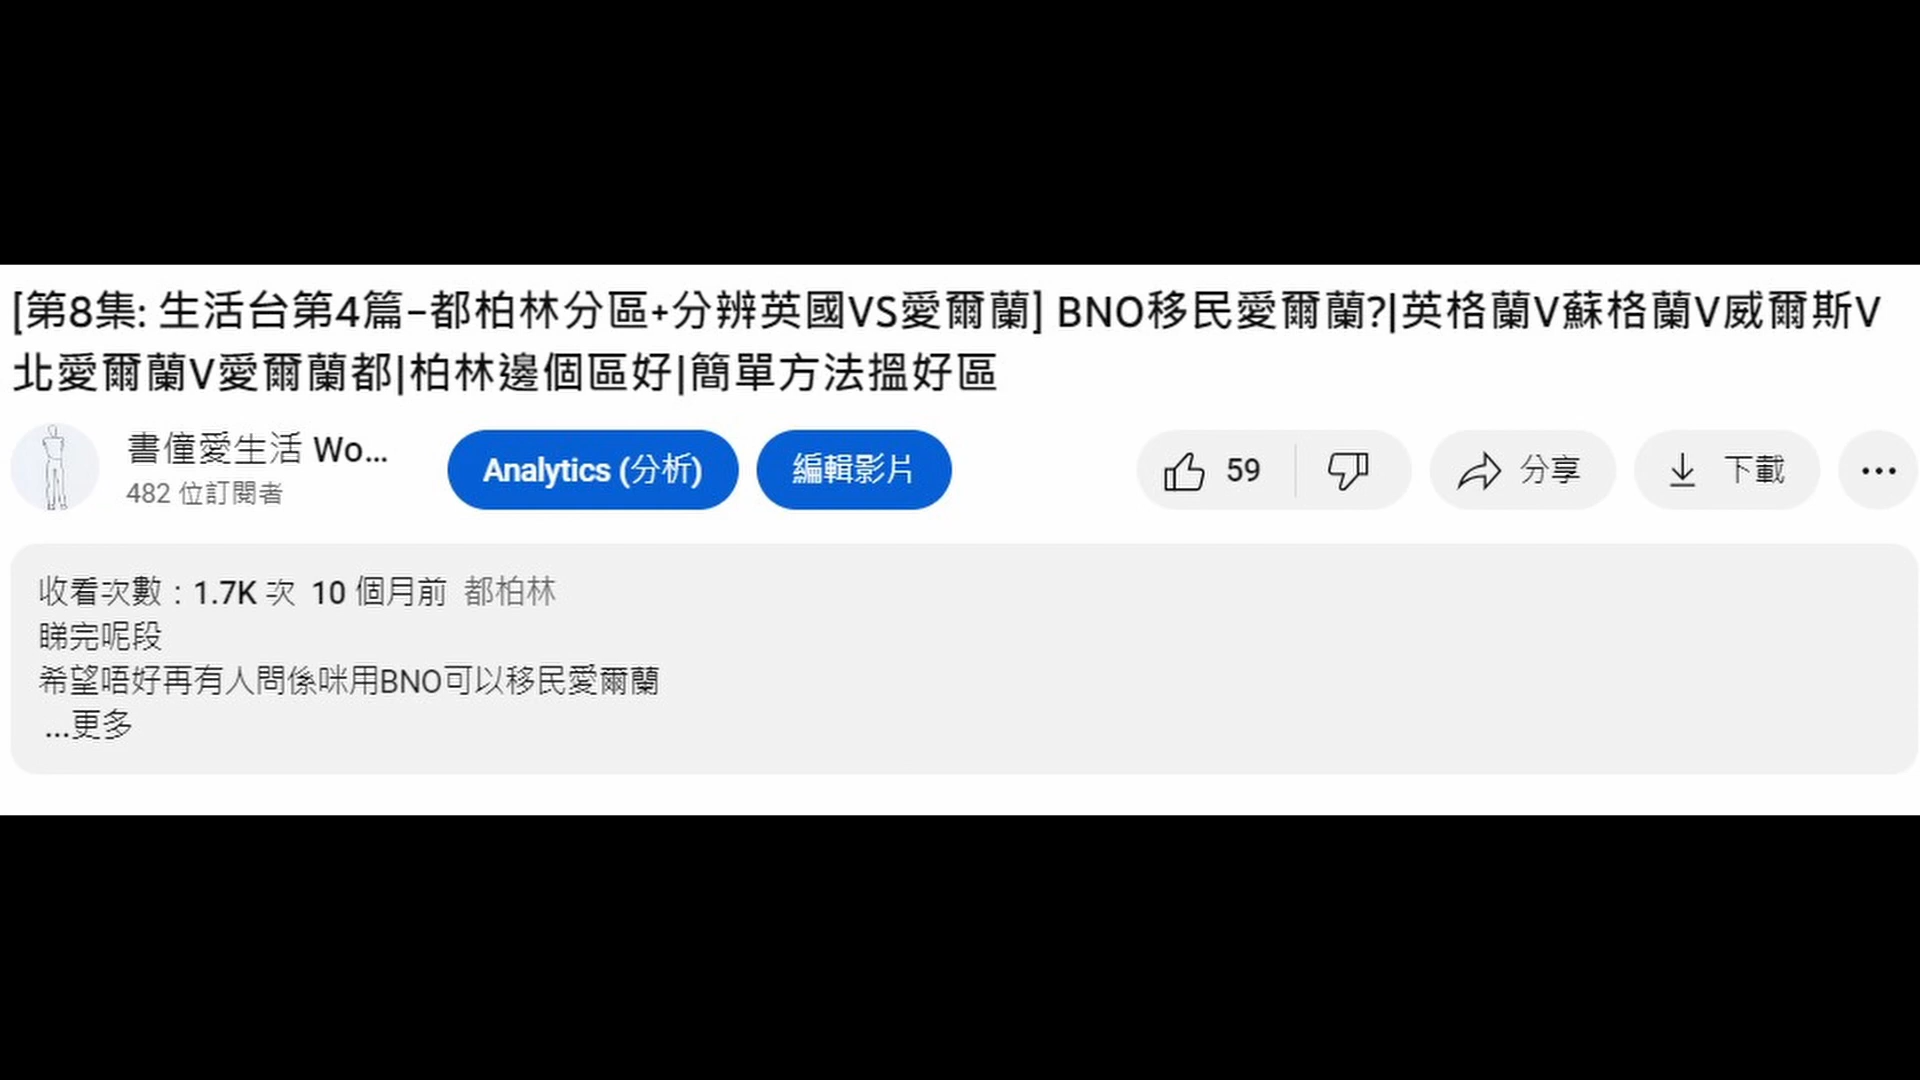 [第8集: 生活台第4篇–都柏林分區+分辨英國VS愛爾蘭] BNO移民愛爾蘭?|英格蘭V蘇格蘭V威爾斯V
北愛爾蘭V愛爾蘭都|柏林邊個區好|簡單方法搵好區
書僮愛生活 Wo...
482 位訂閱者
Analytics (分析)
編輯影片
59
分享
下載
收看次數：1.7K 次 10 個月前 都柏林
睇完呢段
希望唔好再有人問係咪用BNO可以移民愛爾蘭
...更多